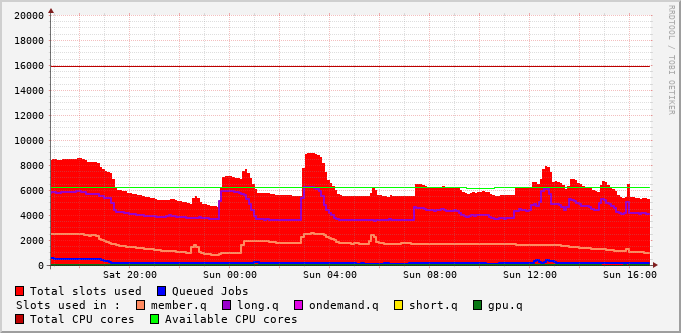 20000
18000
16000
14000
12000
10000
8000
6000
4000
2000
0
Sat 20:00 Sun 00:00 Sun 04:00 Sun 08:00 Sun 12:00 Sun 16:00
RRDTOOL / TOBI OETIKER
Total slots used Queued Jobs
Slots used in : member.q long.q ondemand.q short.q gpu.q
Total CPU cores Available CPU cores